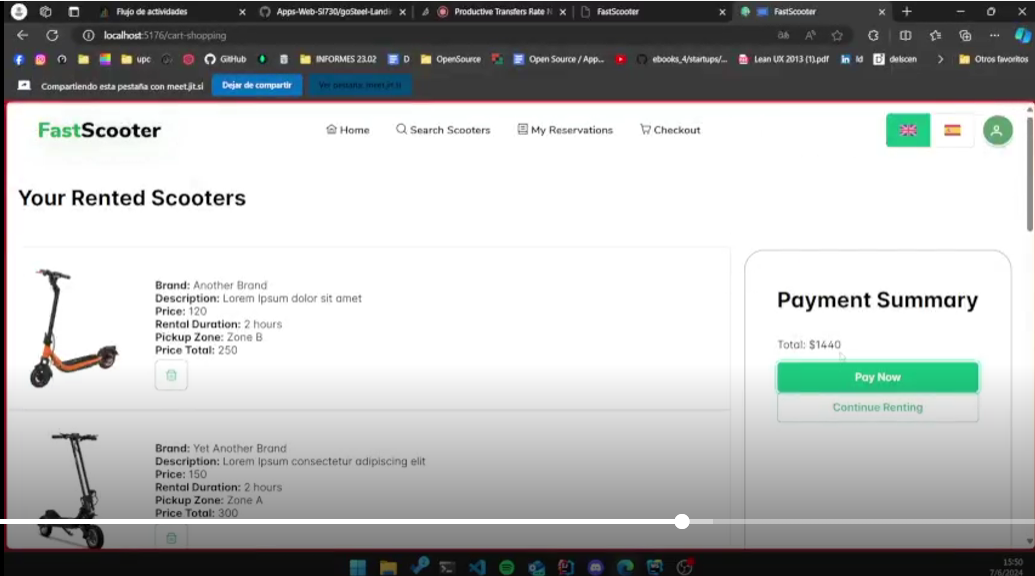 Flujo de actividades
Apps-Web-SI730/goSteel-Landi
Productive Transfers Rate N
FastScooter
FastScooter
localhost:5176/cart-shopping
upc
GitHub
INFORMES 23.02
D
OpenSource
Open Source / App...
ebooks_4/startups/...
Lean UX 2013 (1).pdf
Id
delscen
Otros favoritos
Compartiendo esta pestaña con meet.jit.si
Dejar de compartir
Ver pestaña: meet.jit.si
FastScooter
Home
Search Scooters
My Reservations
Checkout
Your Rented Scooters
Brand: Another Brand
Description: Lorem Ipsum dolor sit amet
Price: 120
Rental Duration: 2 hours
Pickup Zone: Zone B
Price Total: 250
Brand: Yet Another Brand
Description: Lorem Ipsum consectetur adipiscing elit
Price: 150
Rental Duration: 2 hours
Pickup Zone: Zone A
Price Total: 300
Payment Summary
Total: $1440
Pay Now
Continue Renting
15:50
7/6/2024